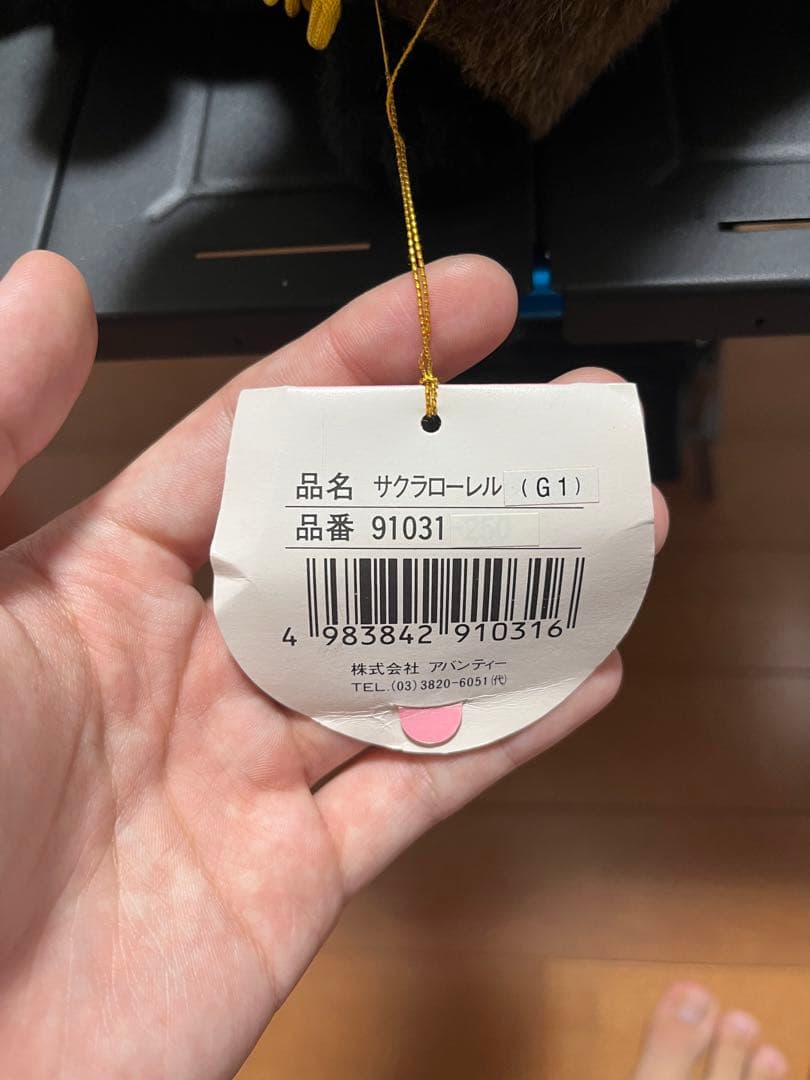 品名 サクラローレル (G1)
品番 91031
4 983842 910316
株式会社 アバンティー
TEL.(03)3820-6051(代)